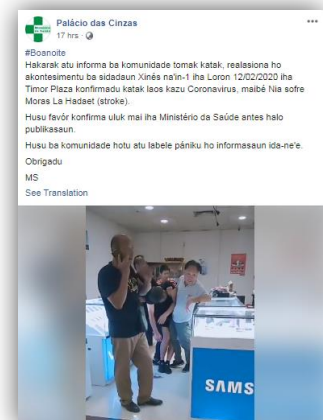 Palácio das Cinzas
17 hrs ·
#Boanoite
Hakarak atu informa ba komunidade tomak katak, realasiona ho
akontesimentu ba sidadaun Xinés na'in-1 iha Loron 12/02/2020 iha
Timor Plaza konfirmadu katak laos kazu Coronavirus, maibé Nia sofre
Moras La Hadaet (stroke).
Husu favór konfirma uluk mai iha Ministério da Saúde antes halo
publikasaun.
Husu ba komunidade hotu atu labele pániku ho informasaun ida-ne'e.
Obrigadu
MS
See Translation
SAMS